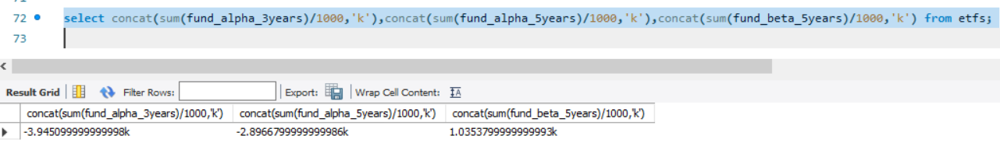 72 select concat(sum(fund_alpha_3years)/1000,'k'),concat(sum(fund_alpha_5years)/1000,'k'),concat(sum(fund_beta_5years)/1000,'k') from etfs;
73
Result Grid Filter Rows: Export: Wrap Cell Content:
concat(sum(fund_alpha_3years)/1000,'k') concat(sum(fund_alpha_5years)/1000,'k') concat(sum(fund_beta_5years)/1000,'k')
-3.945099999999998k -2.8966799999999986k 1.0353799999999993k